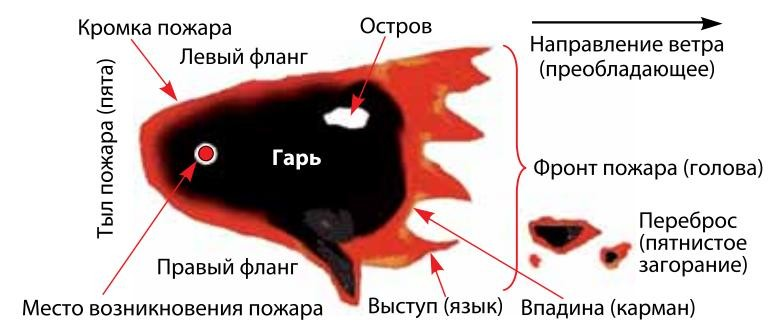 Кромка пожара
Остров
Левый фланг
Направление ветра
(преобладающее)
Тыл пожара (пята)
Гарь
Фронт пожара (голова)
Переброс
(пятнистое
загорание)
Правый фланг
Место возникновения пожара
Выступ (язык)
Впадина (карман)